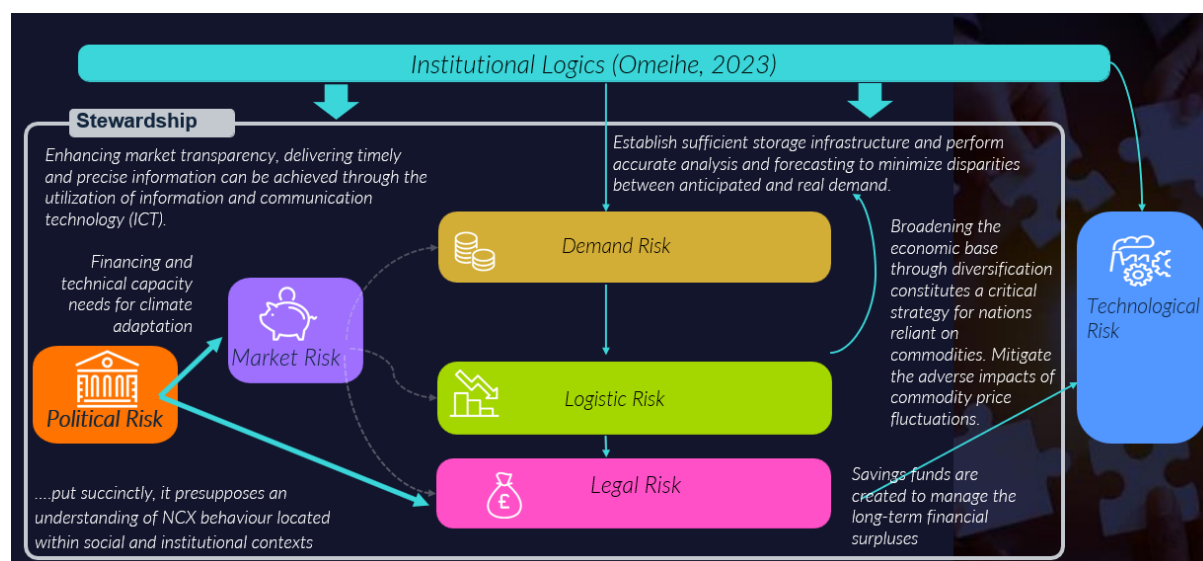 Institutional Logics (Omeihe, 2023)
Stewardship
Enhancing market transparency, delivering timely
and precise information can be achieved through the
utilization of information and communication
technology (ICT).
Establish sufficient storage infrastructure and perform
accurate analysis and forecasting to minimize disparities
between anticipated and real demand.
Financing and
technical capacity
needs for climate
adaptation
Political Risk
Market Risk
Demand Risk
Logistic Risk
£
Legal Risk
Broadening the
economic base
through diversification
constitutes a critical
strategy for nations
reliant on
commodities. Mitigate
the adverse impacts of
commodity price
fluctuations.
Technological
Risk
....put succinctly, it presupposes an
understanding of NCX behaviour located
within social and institutional contexts
Savings funds are
created to manage the
long-term financial
surpluses